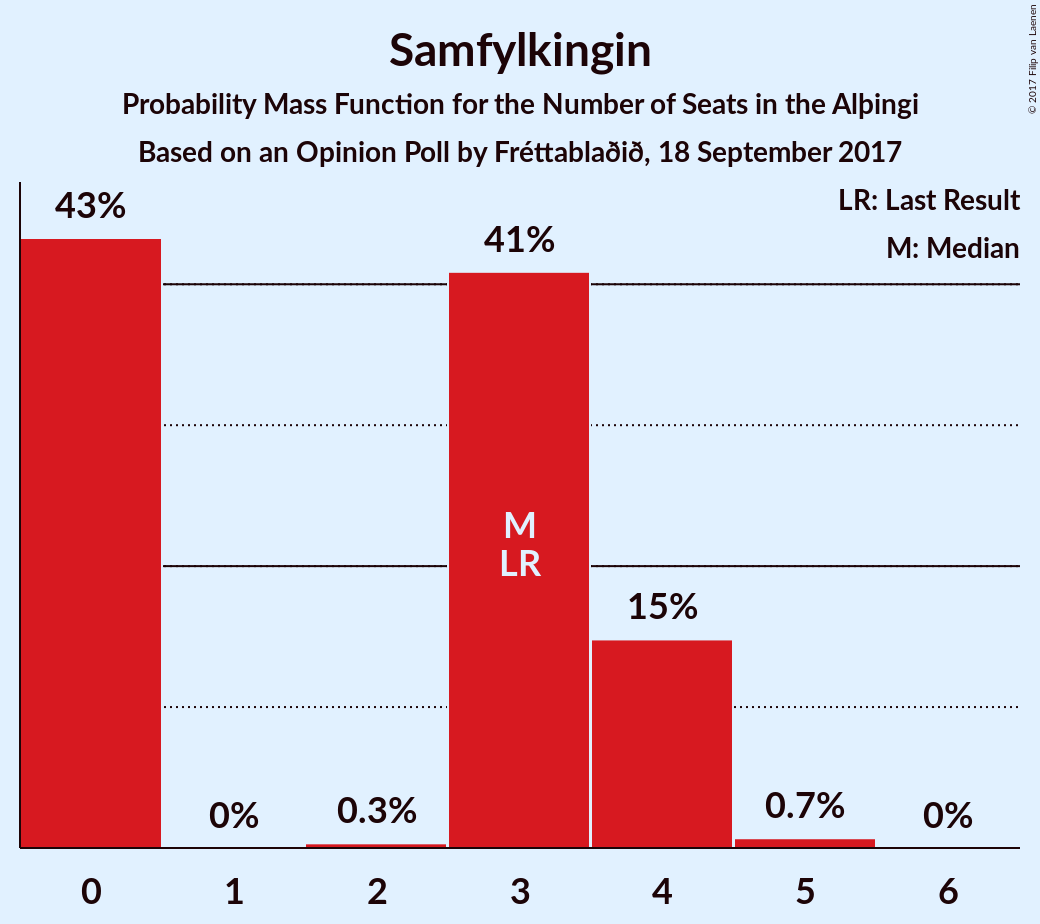 Samfylkingin
Probability Mass Function for the Number of Seats in the Alþingi
Based on an Opinion Poll by Fréttablaðið, 18 September 2017
© 2017 Filip van Laenen
LR: Last Result
M: Median
43%
0%
0.3%
41%
M
LR
15%
0.7%
0%
0 1 2 3 4 5 6